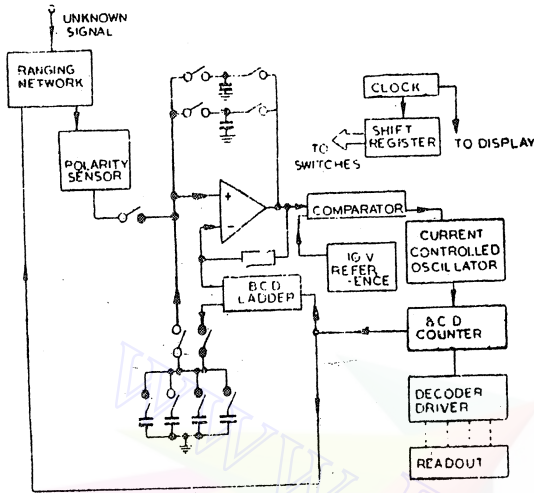 UNKNOWN
SIGNAL
RANGING
NETWORK
POLARITY
SENSOR
CLOCK
SHIFT
REGISTER
TO
SWITCHES
TO DISPLAY
+
−
COMPARATOR
10 V
REFER
-ENCE
CURRENT
CONTROLLED
OSCILLATOR
BCD
LADDER
BCD
COUNTER
DECODER
DRIVER
READOUT
WWW